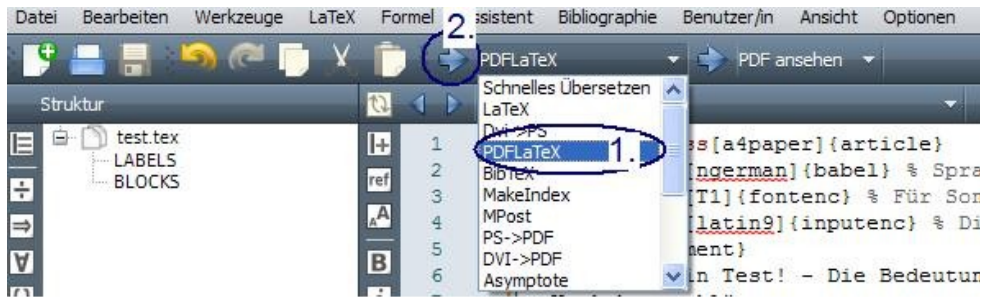 Datei Bearbeiten Werkzeuge LaTeX Formel ssistent Bibliographie Benutzer/in Ansicht Optionen
2.
PDFLaTeX PDF ansehen
Struktur
Schnelles Übersetzen
LaTeX
Dvi->PS
PDFLaTeX 1.
BibTeX
MakeIndex
MPost
PS->PDF
DVI->PDF
Asymptote
test.tex
LABELS
BLOCKS
ref
A A
B
1 ss[a4paper]{article}
2 [ngerman]{babel} % Spra
3 [T1]{fontenc} % Für Son
4 [latin9]{inputenc} % Di
5 ment}
6 in Test! - Die Bedeutun